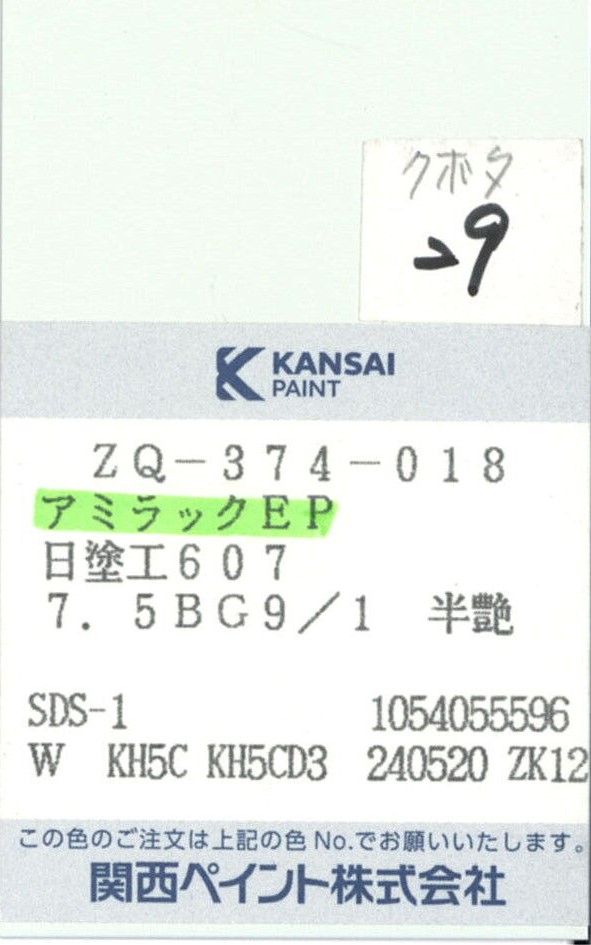 クボタ
29
KANSAI
PAINT
ZQ-374-018
アミラックEP
日塗工607
7.5BG9/1 半艶
SDS-1 1054055596
W KH5C KH5CD3 240520 ZK12
この色のご注文は上記の色No.でお願いいたします。
関西ペイント株式会社